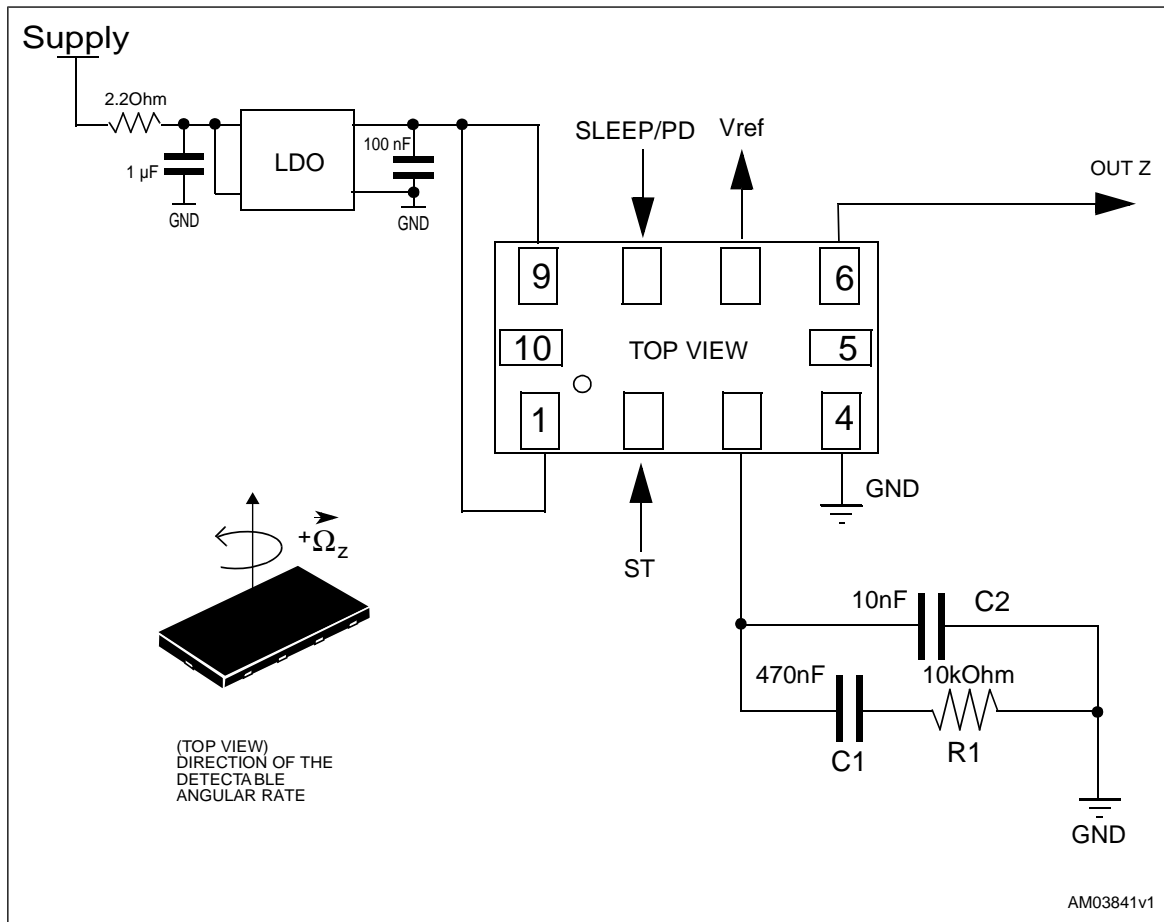 Supply
2.2Ohm
1 µF
GND
LDO
100 nF
GND
SLEEP/PD
Vref
OUT Z
9
6
10
TOP VIEW
5
1
4
GND
ST
+Ωz
10nF
C2
470nF
10kOhm
C1
R1
GND
(TOP VIEW)
DIRECTION OF THE
DETECTABLE
ANGULAR RATE
AM03841v1